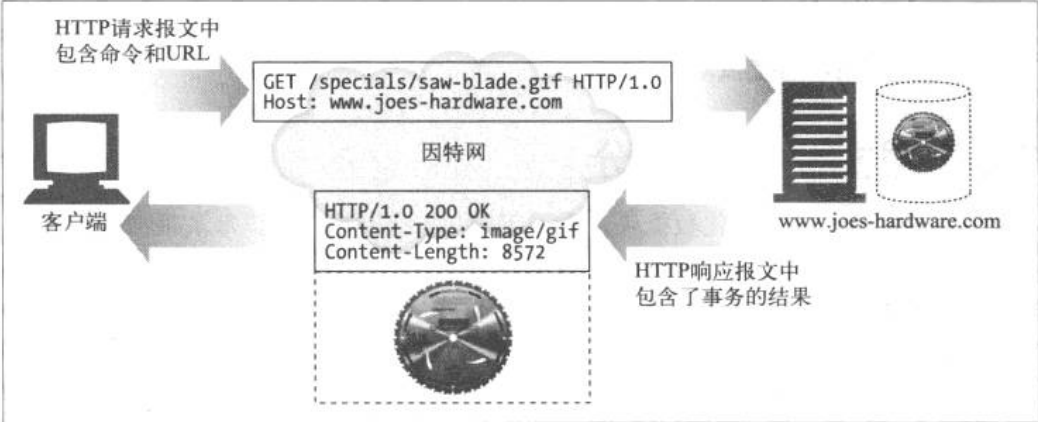 HTTP请求报文中
包含命令和URL
GET /specials/saw-blade.gif HTTP/1.0
Host: www.joes-hardware.com
因特网
客户端
www.joes-hardware.com
HTTP/1.0 200 OK
Content-Type: image/gif
Content-Length: 8572
HTTP响应报文中
包含了事务的结果